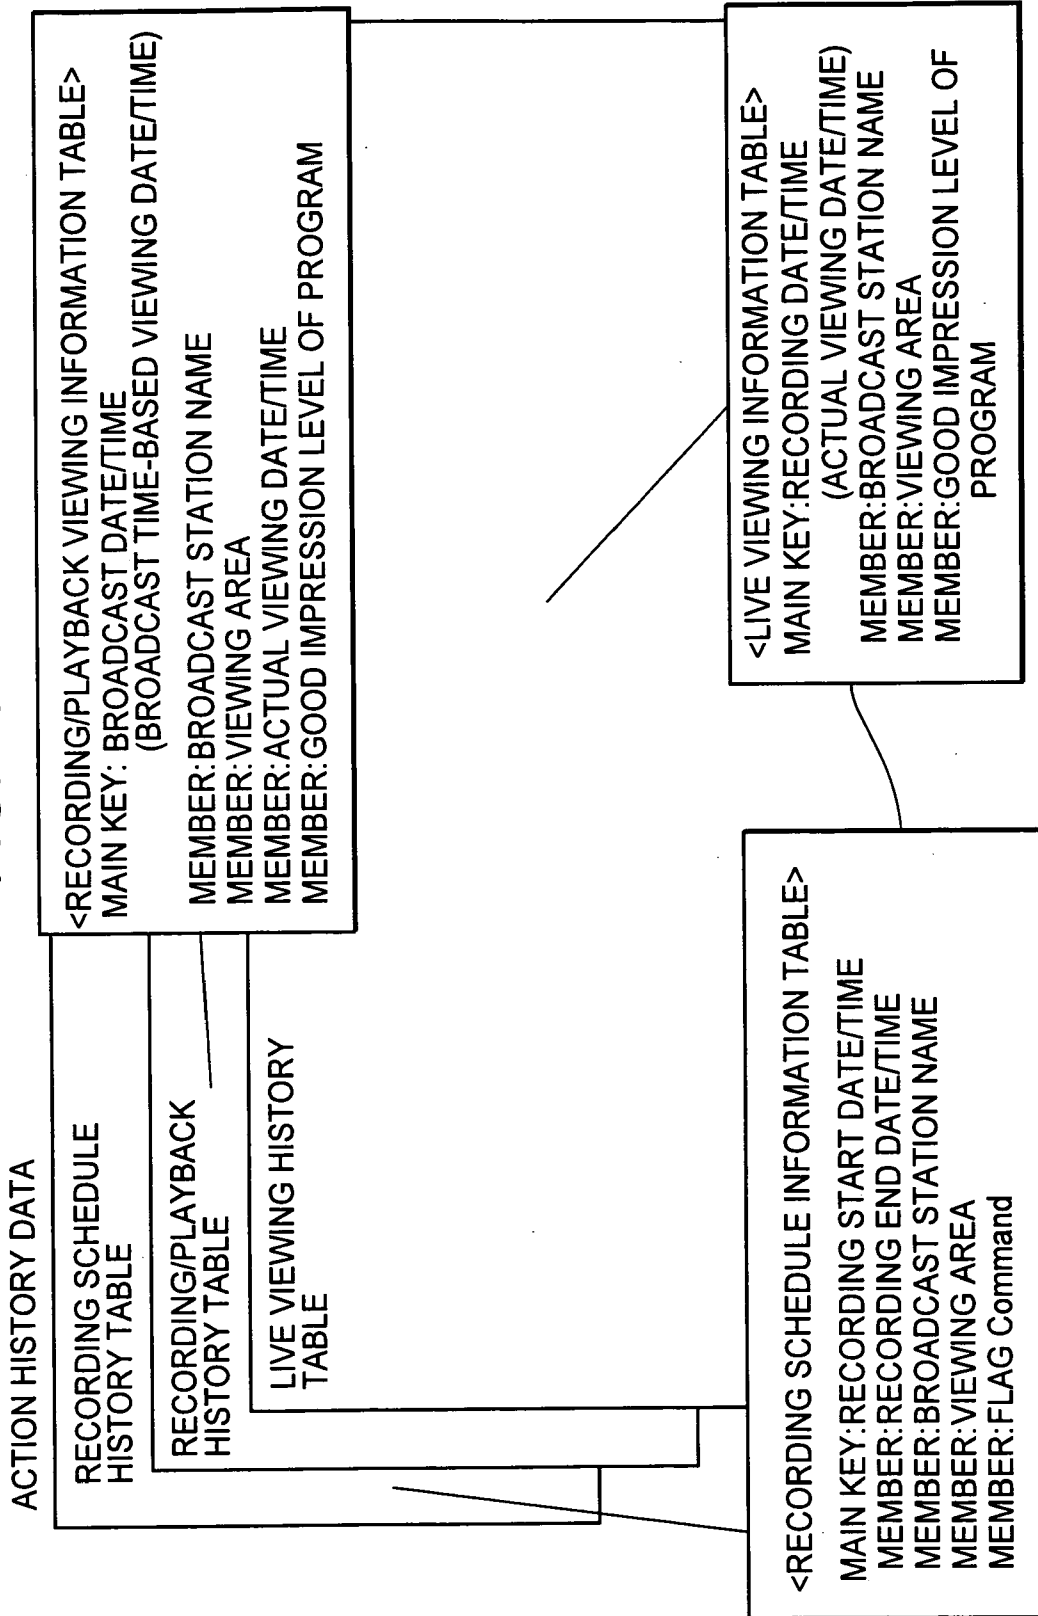 ACTION HISTORY DATA
RECORDING SCHEDULE
HISTORY TABLE
RECORDING/PLAYBACK
HISTORY TABLE
LIVE VIEWING HISTORY
TABLE
<RECORDING/PLAYBACK VIEWING INFORMATION TABLE>
MAIN KEY: BROADCAST DATE/TIME
(BROADCAST TIME-BASED VIEWING DATE/TIME)
MEMBER:BROADCAST STATION NAME
MEMBER:VIEWING AREA
MEMBER:ACTUAL VIEWING DATE/TIME
MEMBER:GOOD IMPRESSION LEVEL OF PROGRAM
<RECORDING SCHEDULE INFORMATION TABLE>
MAIN KEY:RECORDING START DATE/TIME
MEMBER:RECORDING END DATE/TIME
MEMBER:BROADCAST STATION NAME
MEMBER:VIEWING AREA
MEMBER:FLAG Command
<LIVE VIEWING INFORMATION TABLE>
MAIN KEY:RECORDING DATE/TIME
(ACTUAL VIEWING DATE/TIME)
MEMBER:BROADCAST STATION NAME
MEMBER:VIEWING AREA
MEMBER:GOOD IMPRESSION LEVEL OF
PROGRAM